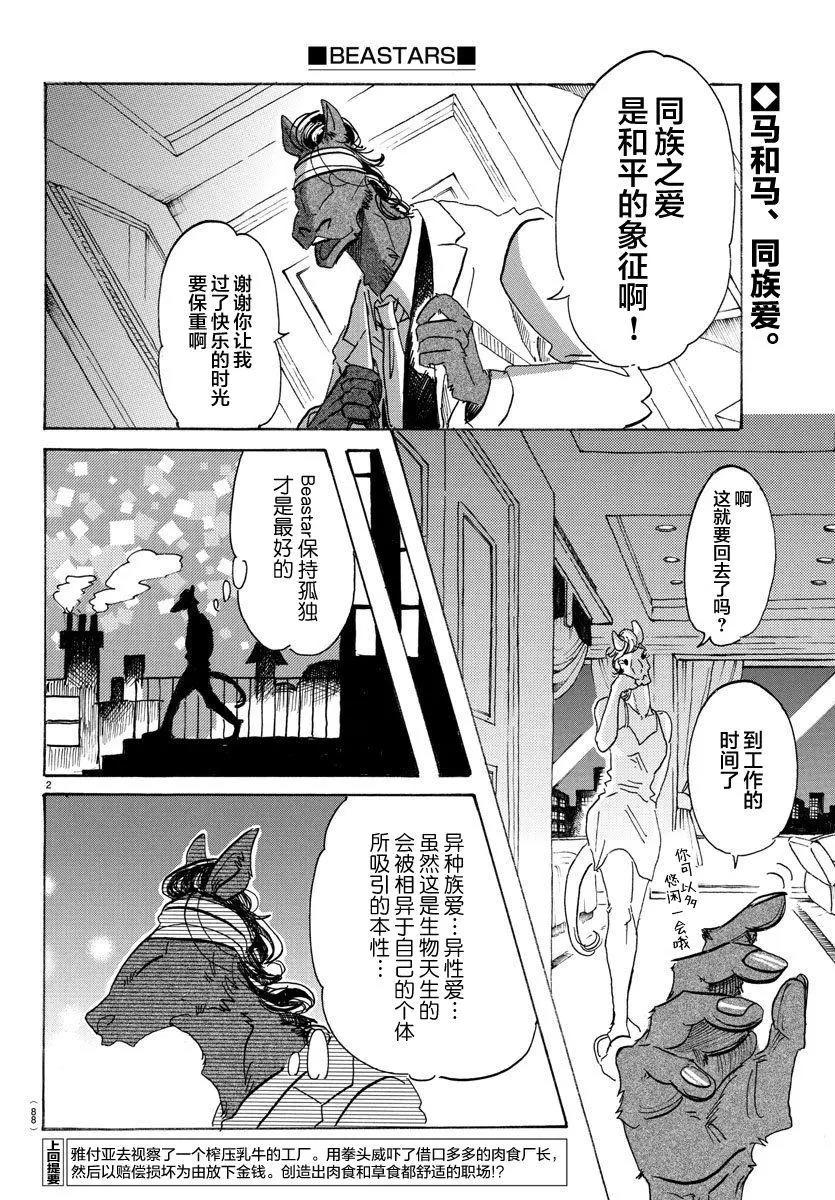 ■BEASTARS■
◆马和马、同族爱。
同族之爱
是和平的象征啊！
谢谢你让我
过了快乐的时光
要保重啊
啊
这就要回去了吗？
到工作的
时间了
你可以多
悠闲一会哦
Beastar保持孤独
才是最好的
异种族爱…异性爱…
虽然这是生物天生的
会被相异于自己的个体
所吸引的本性…
2
(88)
上回提要
雅付亚去视察了一个榨压乳牛的工厂。用拳头威吓了借口多多的肉食厂长，
然后以赔偿损坏为由放下金钱。创造出肉食和草食都舒适的职场!?